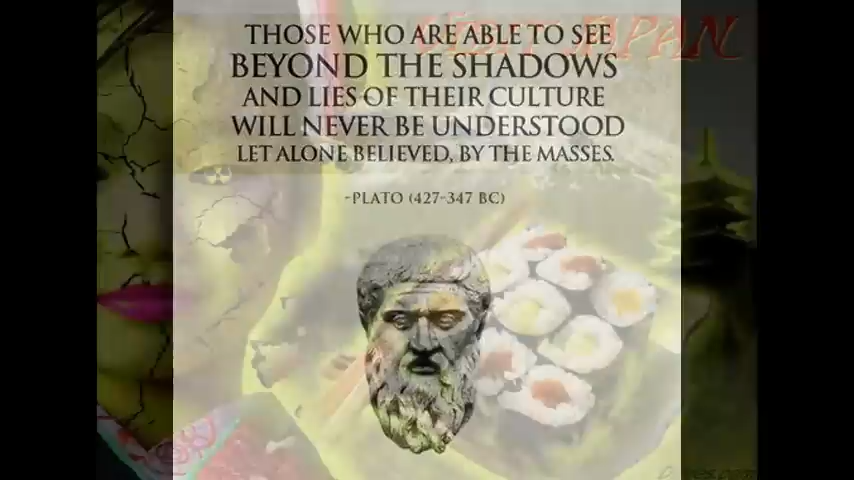 THOSE WHO ARE ABLE TO SEE
BEYOND THE SHADOWS
AND LIES OF THEIR CULTURE
WILL NEVER BE UNDERSTOOD
LET ALONE BELIEVED, BY THE MASSES.
-PLATO (427-347 BC)
JAPAN